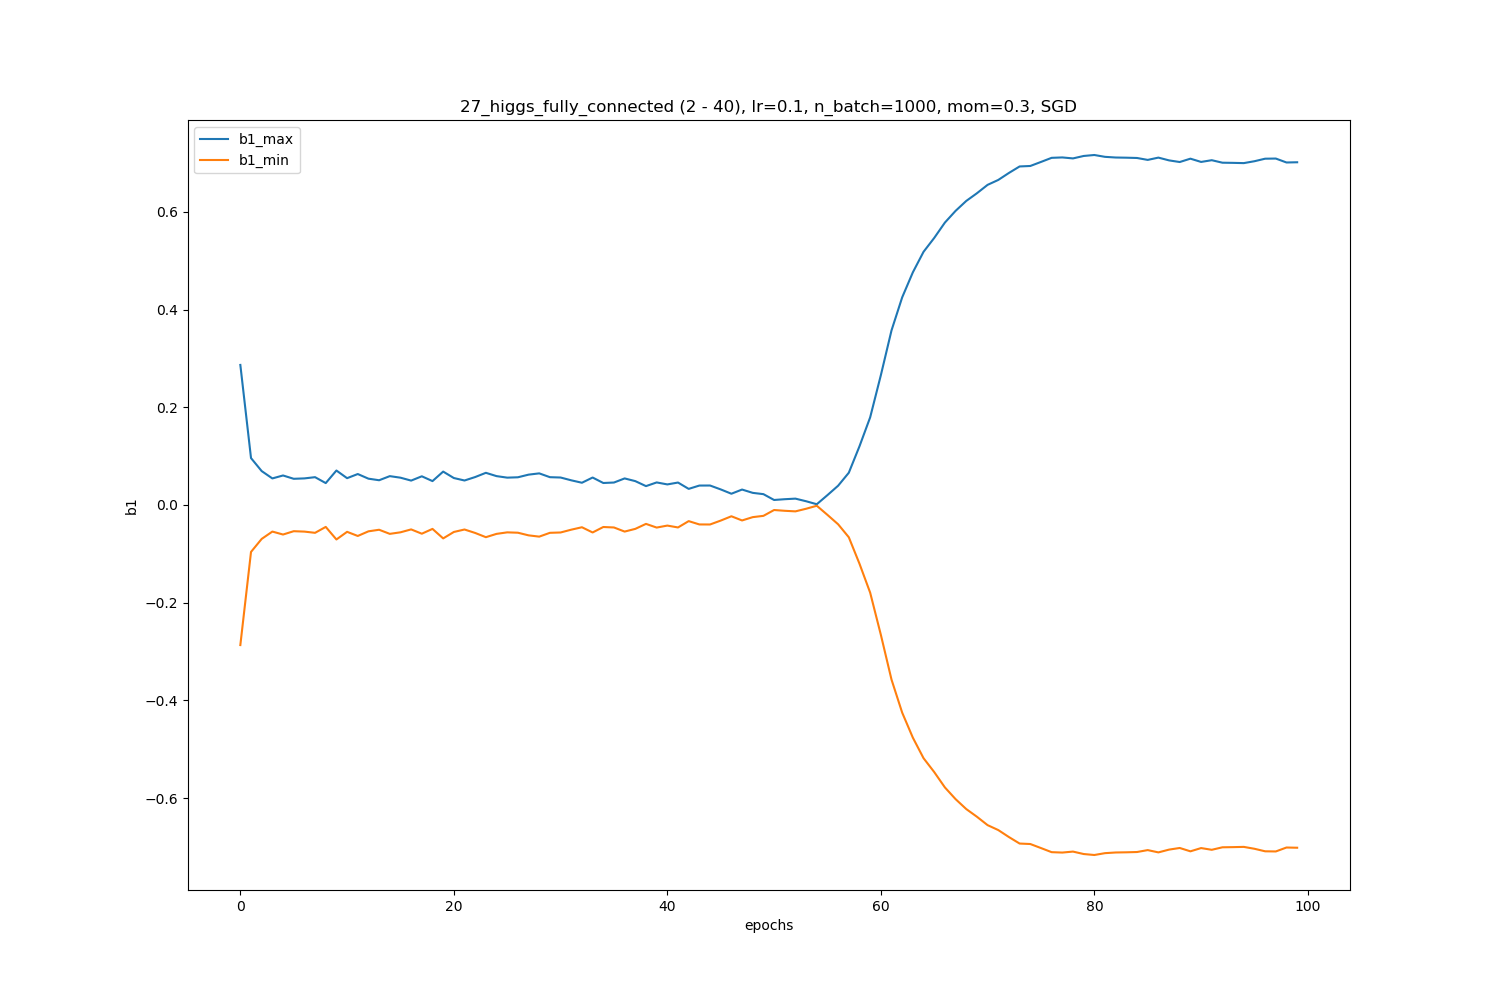 27_higgs_fully_connected (2 - 40), lr=0.1, n_batch=1000, mom=0.3, SGD
b1_max
b1_min
0.6
0.4
0.2
0.0
−0.2
−0.4
−0.6
b1
0 20 40 60 80 100
epochs